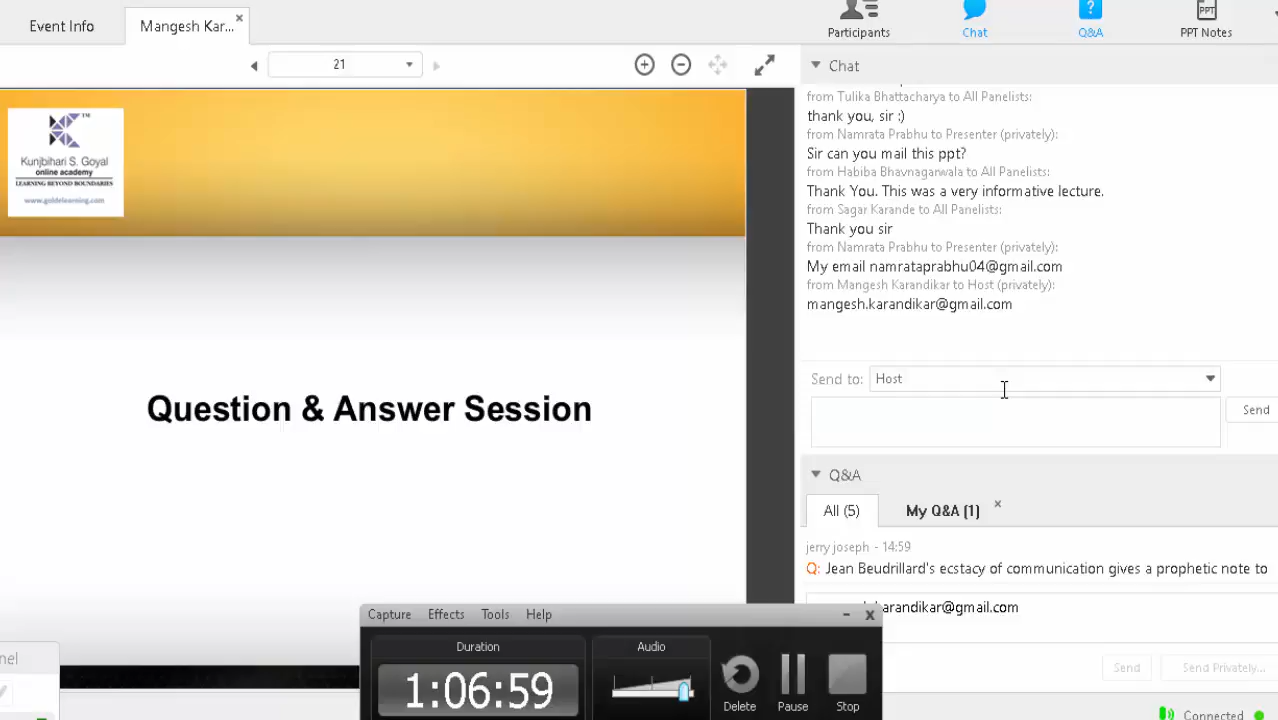 Event Info
Mangesh Kar...
Participants
Chat
Q&A
PPT Notes
21
TM
Kunjbihari S. Goyal
online academy
LEARNING BEYOND BOUNDARIES
www.goldelearning.com
Question & Answer Session
Chat
from Tulika Bhattacharya to All Panelists:
thank you, sir :)
from Namrata Prabhu to Presenter (privately):
Sir can you mail this ppt?
from Habiba Bhavnagarwala to All Panelists:
Thank You. This was a very informative lecture.
from Sagar Karande to All Panelists:
Thank you sir
from Namrata Prabhu to Presenter (privately):
My email namrataprabhu04@gmail.com
from Mangesh Karandikar to Host (privately):
mangesh.karandikar@gmail.com
Send to: Host
Send
Q&A
All (5)
My Q&A (1)
jerry joseph - 14:59
Q: Jean Beudrillard's ecstacy of communication gives a prophetic note to
arandikar@gmail.com
Send
Send Privately...
Connected
nel
Capture Effects Tools Help
Duration
1:06:59
Audio
Delete
Pause
Stop